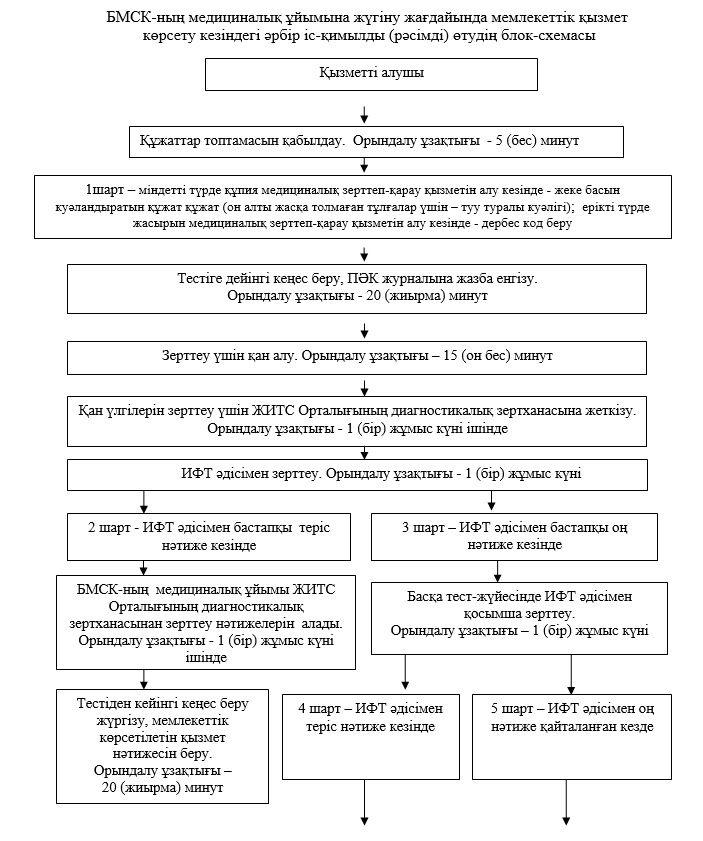 БМСК-ның медициналық ұйымына жүгіну жағдайында мемлекеттік қызмет
көрсету кезіндегі әрбір іс-қимылды (рәсімді) өтудің блок-схемасы
Қызметті алушы
Құжаттар топтамасын қабылдау. Орындалу ұзақтығы - 5 (бес) минут
1шарт – міндетті түрде құпия медициналық зерттеп-қарау қызметін алу кезінде - жеке басын
куәландыратын құжат құжат (он алты жасқа толмаған тұлғалар үшін – туу туралы куәлігі); ерікті түрде
жасырын медициналық зерттеп-қарау қызметін алу кезінде - дербес код беру
Тестіге дейінгі кеңес беру, ПӘК журналына жазба енгізу.
Орындалу ұзақтығы - 20 (жиырма) минут
Зерттеу үшін қан алу. Орындалу ұзақтығы – 15 (он бес) минут
Қан үлгілерін зерттеу үшін ЖИТС Орталығының диагностикалық зертханасына жеткізу.
Орындалу ұзақтығы - 1 (бір) жұмыс күні ішінде
ИФТ әдісімен зерттеу. Орындалу ұзақтығы - 1 (бір) жұмыс күні
2 шарт - ИФТ әдісімен бастапқы теріс
нәтиже кезінде
3 шарт – ИФТ әдісімен бастапқы оң
нәтиже кезінде
БМСК-ның медициналық ұйымы ЖИТС
Орталығының диагностикалық
зертханасынан зерттеу нәтижелерін алады.
Орындалу ұзақтығы - 1 (бір) жұмыс күні
ішінде
Басқа тест-жүйесінде ИФТ әдісімен
қосымша зерттеу.
Орындалу ұзақтығы – 1 (бір) жұмыс күні
Тестіден кейінгі кеңес беру
жүргізу, мемлекеттік
көрсетілетін қызмет
нәтижесін беру.
Орындалу ұзақтығы –
20 (жиырма) минут
4 шарт – ИФТ әдісімен
теріс нәтиже кезінде
5 шарт – ИФТ әдісімен оң
нәтиже қайталанған кезде